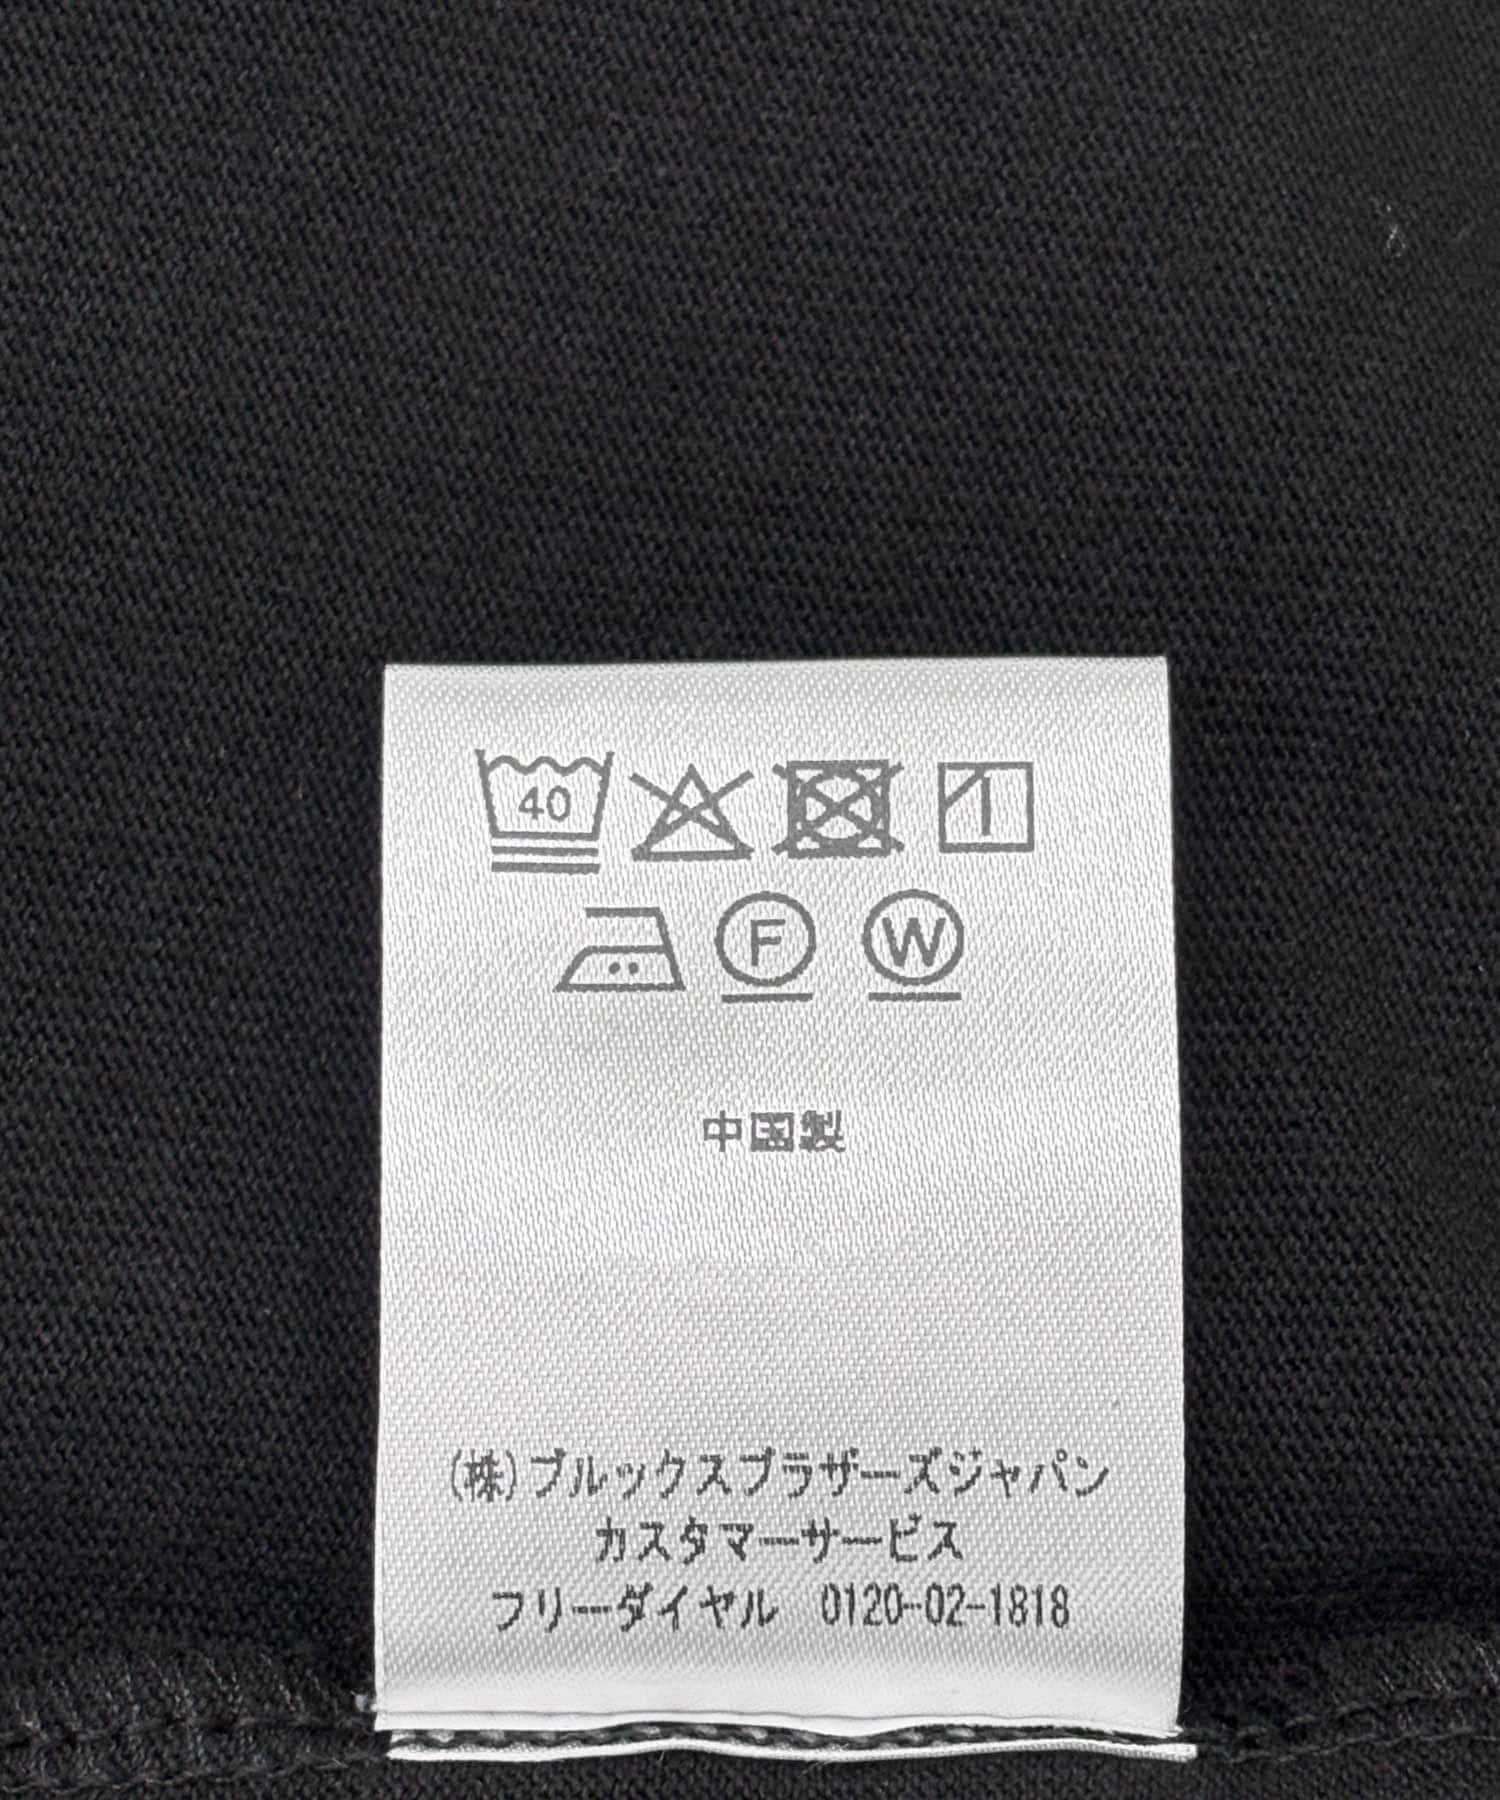 40
F W
中国製
(株)ブルックスブラザーズジャパン
カスタマーサービス
フリーダイヤル 0120-02-1818